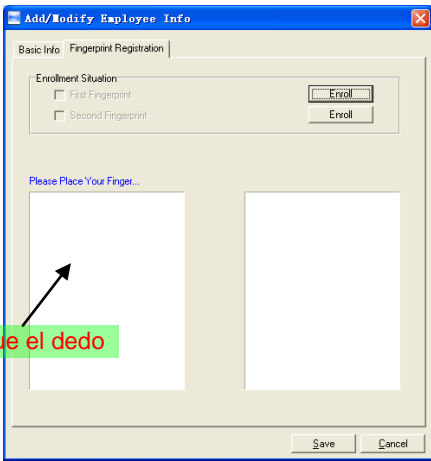 Add/Modify Employee Info
Basic Info Fingerprint Registration
Enrollment Situation
First Fingerprint Enroll
Second Fingerprint Enroll
Please Place Your Finger...
el dedo
Save Cancel